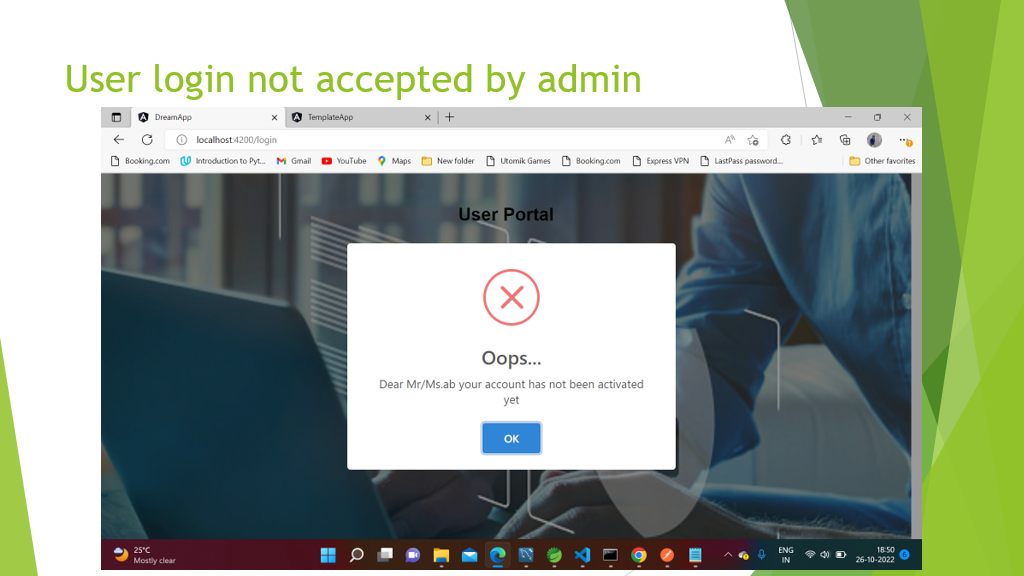 User login not accepted by admin
DreamApp
TemplateApp
localhost:4200/login
Booking.com
Introduction to Pyt...
Gmail
YouTube
Maps
New folder
Utomik Games
Booking.com
Express VPN
LastPass password...
Other favorites
User Portal
Oops...
Dear Mr/Ms.ab your account has not been activated
yet
OK
25°C
Mostly clear
ENG
IN
18:50
26-10-2022